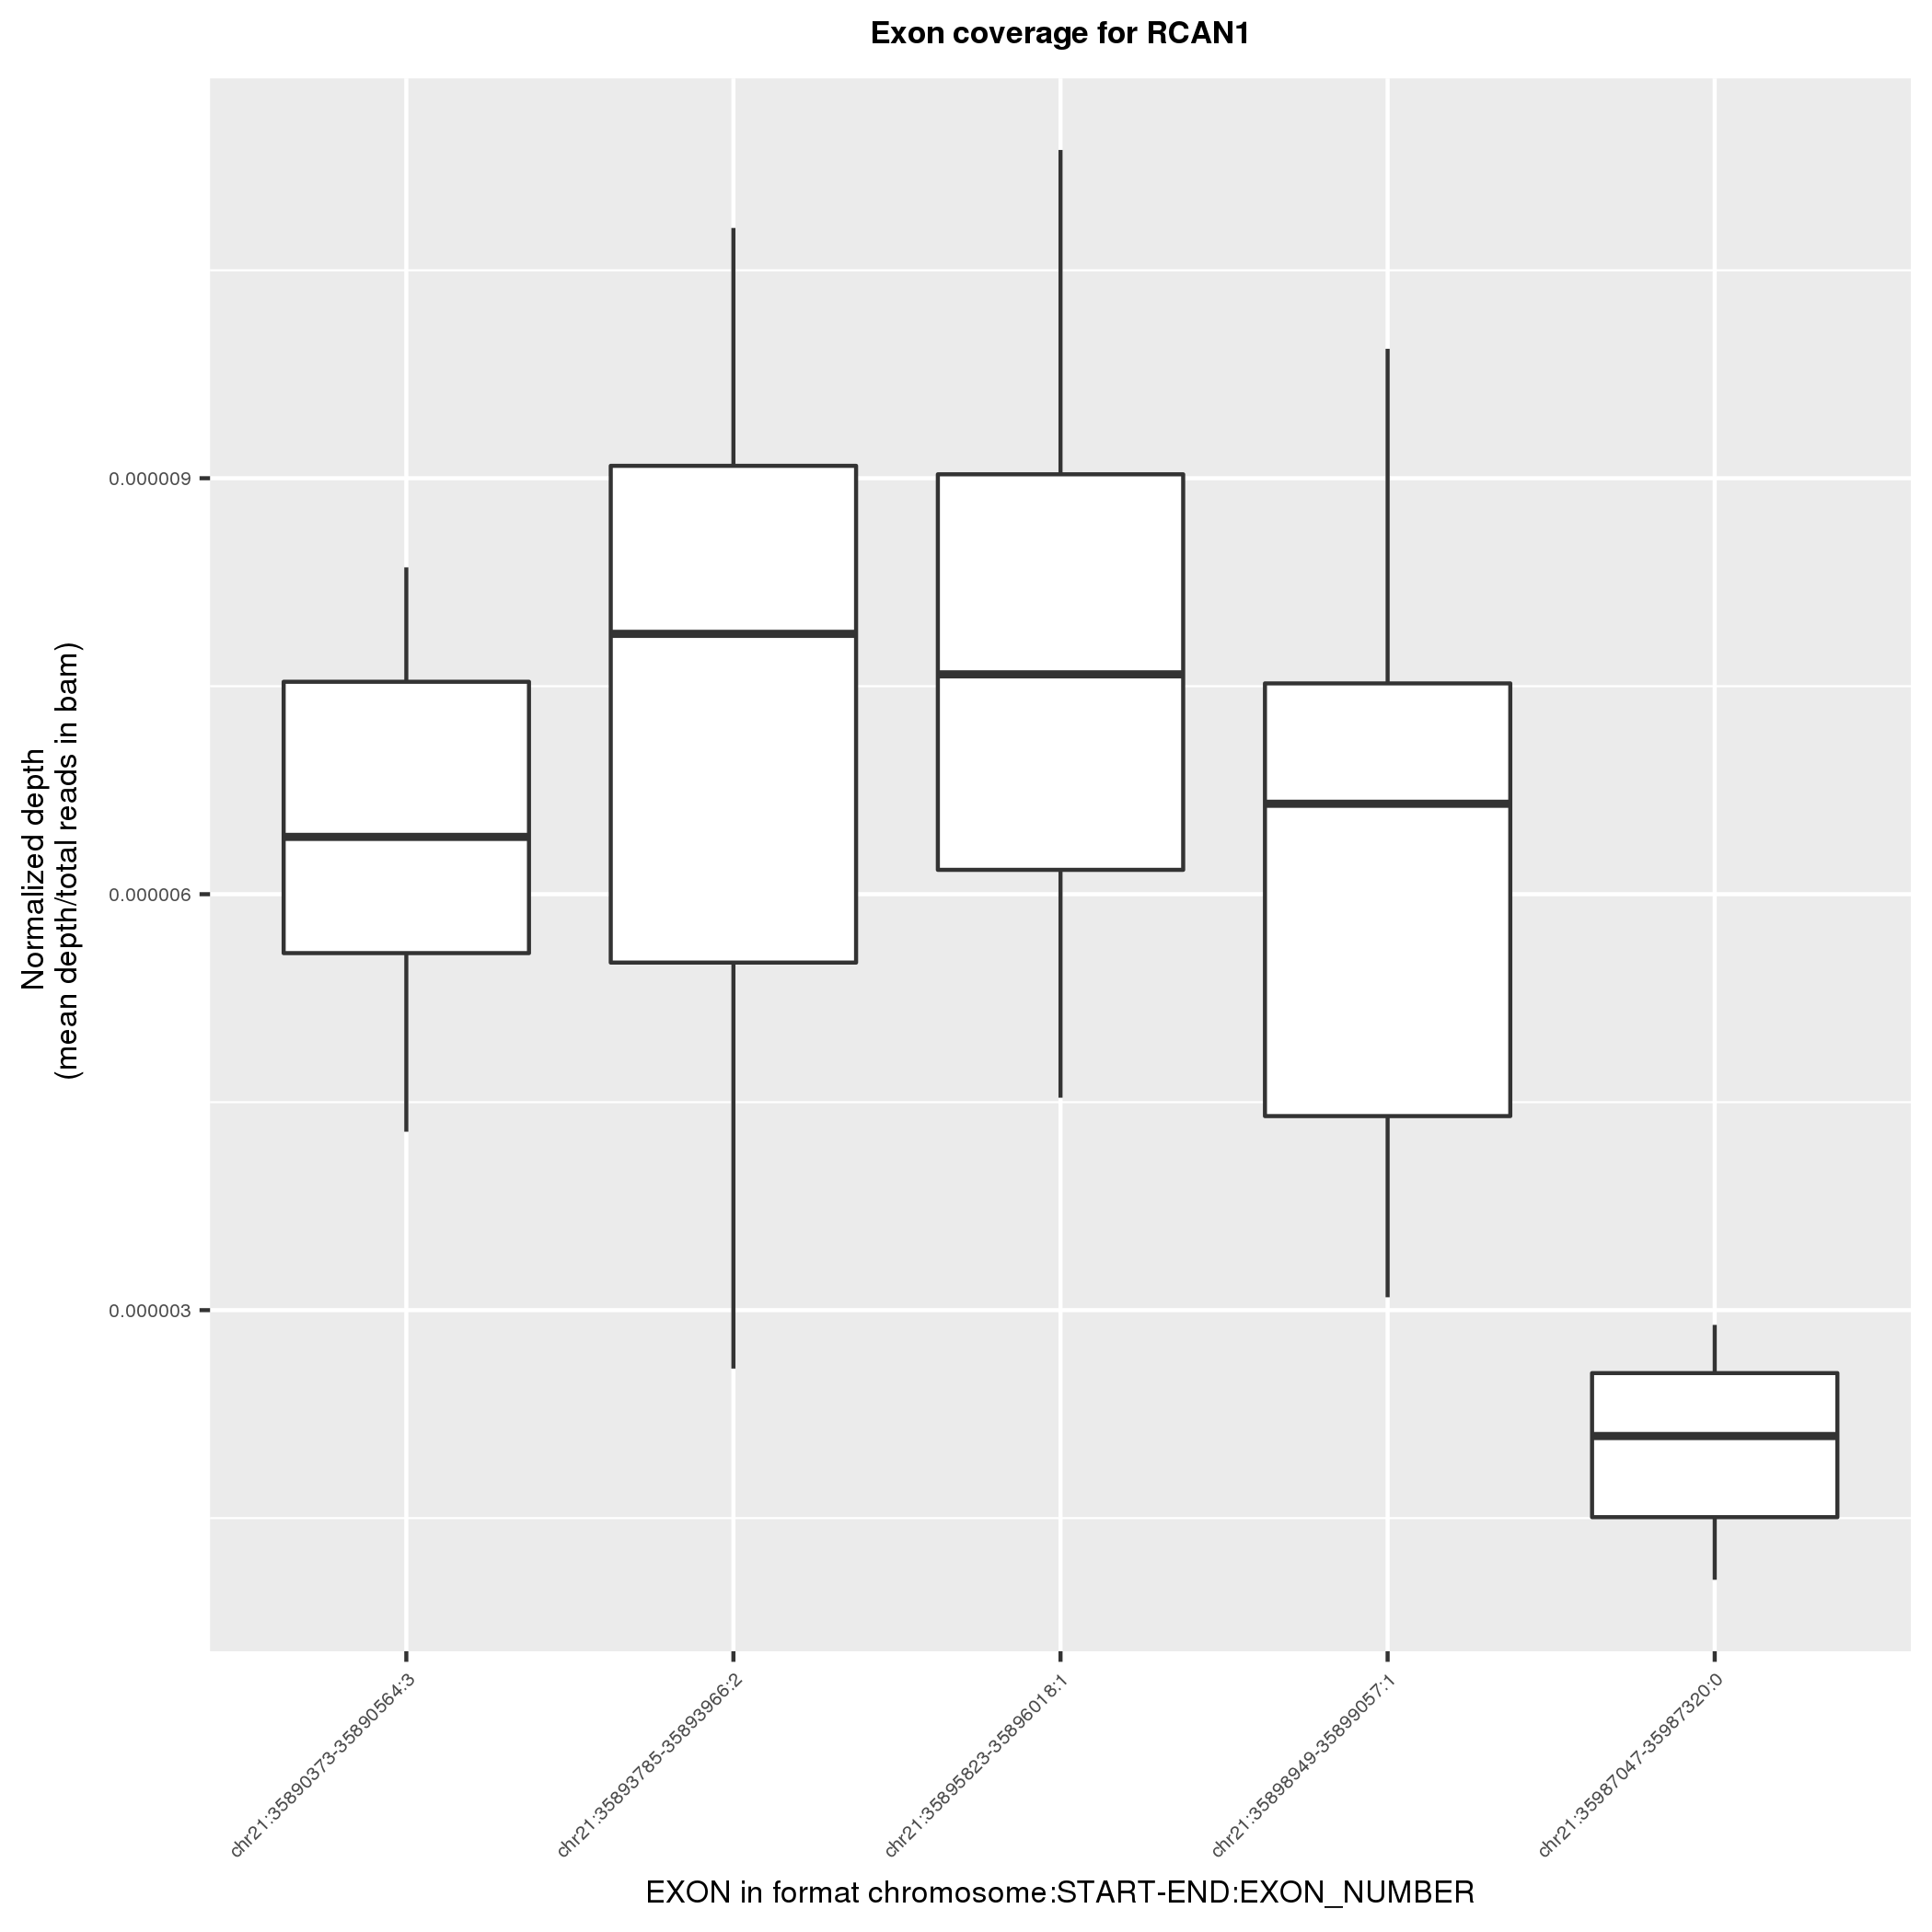 Exon coverage for RCAN1
Normalized depth
(mean depth/total reads in bam)
0.000009
0.000006
0.000003
chr21:35890373-35890564:3
chr21:35893785-35893966:2
chr21:35895823-35896018:1
chr21:35898949-35899057:1
chr21:35987047-35987320:0
EXON in format chromosome:START-END:EXON_NUMBER